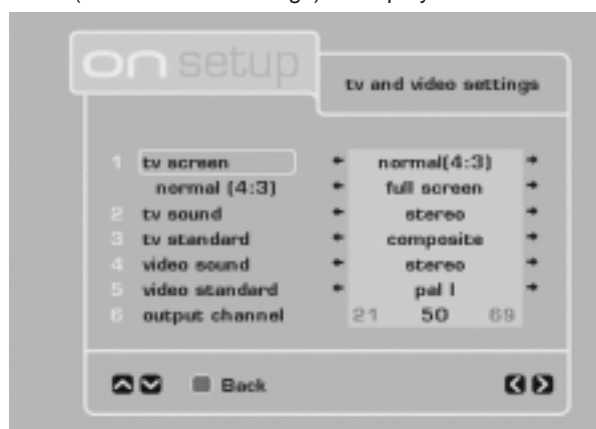 on setup
tv and video settings
1 tv screen normal(4:3)
normal (4:3) full screen
2 tv sound stereo
3 tv standard composite
4 video sound stereo
5 video standard pal I
6 output channel 21 50 69
Back